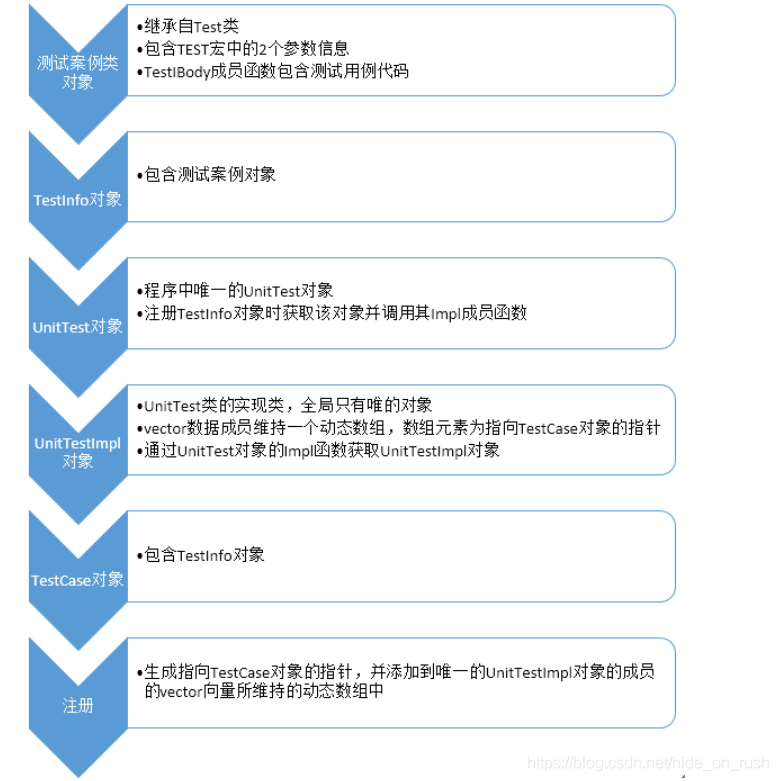 测试案例类
对象
•继承自Test类
•包含TEST宏中的2个参数信息
•TestIBody成员函数包含测试用例代码
TestInfo对象
•包含测试案例对象
UnitTest对象
•程序中唯一的UnitTest对象
•注册TestInfo对象时获取该对象并调用其Impl成员函数
UnitTestImpl
对象
•UnitTest类的实现类，全局只有唯的对象
•vector数据成员维持一个动态数组，数组元素为指向TestCase对象的指针
•通过UnitTest对象的Impl函数获取UnitTestImpl对象
TestCase对象
•包含TestInfo对象
注册
•生成指向TestCase对象的指针，并添加到唯一的UnitTestImpl对象的成员
的vector向量所维持的动态数组中
https://blog.csdn.net/hide_on_rush